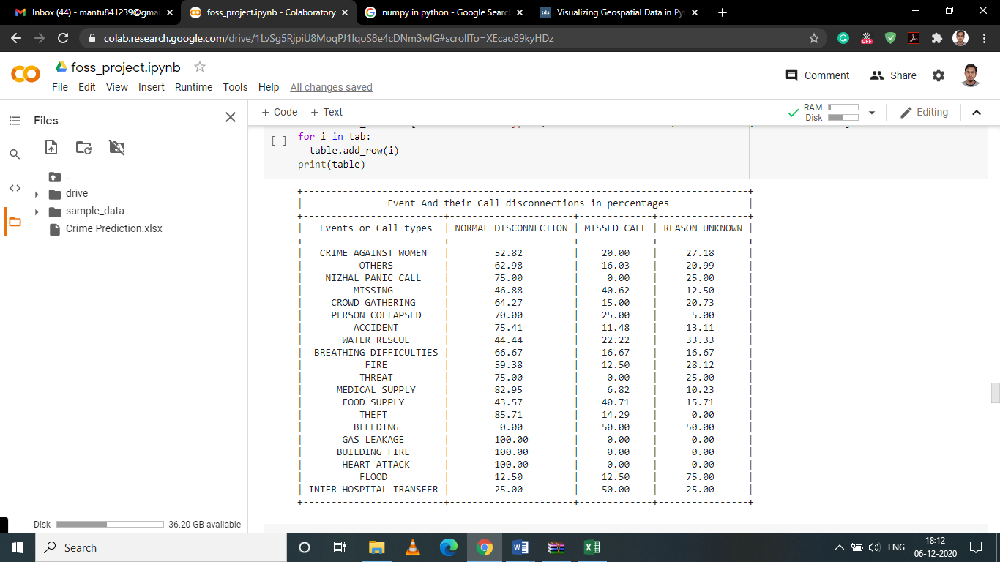 Inbox (44) - mantu841239@gma
foss_project.ipynb - Colaboratory
numpy in python - Google Searc
tds Visualizing Geospatial Data in Pyt
colab.research.google.com/drive/1LvSg5RjpiU8MoqPJ1IqoS8e4cDNm3wlG#scrollTo=XEcao89kyHDz
OFF
foss_project.ipynb
File Edit View Insert Runtime Tools Help All changes saved
Comment Share
Files
+ Code + Text
RAM
Disk
Editing
..
drive
sample_data
Crime Prediction.xlsx
[ ] for i in tab:
table.add_row(i)
print(table)
Event And their Call disconnections in percentages
Events or Call types | NORMAL DISCONNECTION | MISSED CALL | REASON UNKNOWN
CRIME AGAINST WOMEN | 52.82 | 20.00 | 27.18
OTHERS | 62.98 | 16.03 | 20.99
NIZHAL PANIC CALL | 75.00 | 0.00 | 25.00
MISSING | 46.88 | 40.62 | 12.50
CROWD GATHERING | 64.27 | 15.00 | 20.73
PERSON COLLAPSED | 70.00 | 25.00 | 5.00
ACCIDENT | 75.41 | 11.48 | 13.11
WATER RESCUE | 44.44 | 22.22 | 33.33
BREATHING DIFFICULTIES | 66.67 | 16.67 | 16.67
FIRE | 59.38 | 12.50 | 28.12
THREAT | 75.00 | 0.00 | 25.00
MEDICAL SUPPLY | 82.95 | 6.82 | 10.23
FOOD SUPPLY | 43.57 | 40.71 | 15.71
THEFT | 85.71 | 14.29 | 0.00
BLEEDING | 0.00 | 50.00 | 50.00
GAS LEAKAGE | 100.00 | 0.00 | 0.00
BUILDING FIRE | 100.00 | 0.00 | 0.00
HEART ATTACK | 100.00 | 0.00 | 0.00
FLOOD | 12.50 | 12.50 | 75.00
INTER HOSPITAL TRANSFER | 25.00 | 50.00 | 25.00
Disk 36.20 GB available
Search
ENG
18:12
06-12-2020